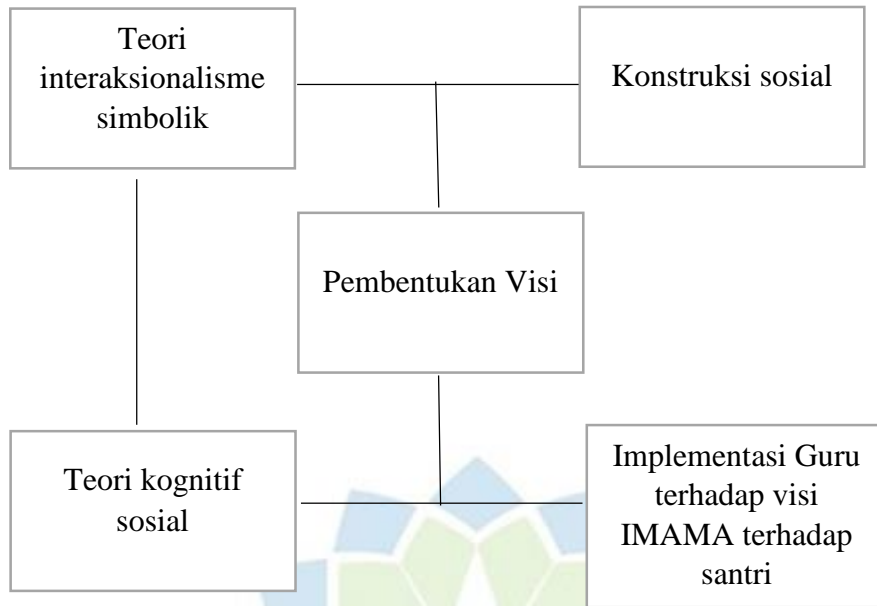 Teori
interaksionalisme
simbolik
Konstruksi sosial
Pembentukan Visi
Teori kognitif
sosial
Implementasi Guru
terhadap visi
IMAMA terhadap
santri